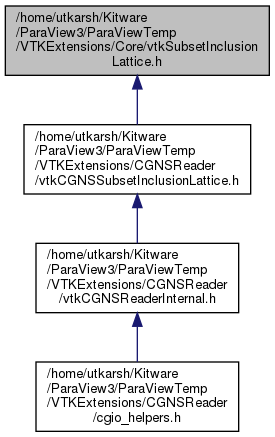 /home/utkarsh/Kitware
/ParaView3/ParaViewTemp
/VTKExtensions/Core/vtkSubsetInclusion
Lattice.h
/home/utkarsh/Kitware
/ParaView3/ParaViewTemp
/VTKExtensions/CGNSReader
/vtkCGNSSubsetInclusionLattice.h
/home/utkarsh/Kitware
/ParaView3/ParaViewTemp
/VTKExtensions/CGNSReader
/vtkCGNSReaderInternal.h
/home/utkarsh/Kitware
/ParaView3/ParaViewTemp
/VTKExtensions/CGNSReader
/cgio_helpers.h